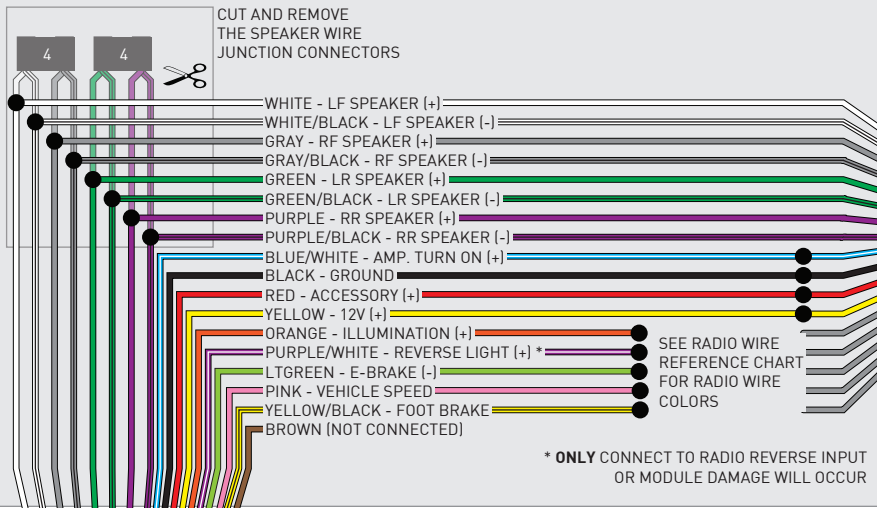 CUT AND REMOVE
THE SPEAKER WIRE
JUNCTION CONNECTORS
4 4
WHITE - LF SPEAKER (+)
WHITE/BLACK - LF SPEAKER (-)
GRAY - RF SPEAKER (+)
GRAY/BLACK - RF SPEAKER (-)
GREEN - LR SPEAKER (+)
GREEN/BLACK - LR SPEAKER (-)
PURPLE - RR SPEAKER (+)
PURPLE/BLACK - RR SPEAKER (-)
BLUE/WHITE - AMP. TURN ON (+)
BLACK - GROUND
RED - ACCESSORY (+)
YELLOW - 12V (+)
ORANGE - ILLUMINATION (+)
PURPLE/WHITE - REVERSE LIGHT (+) *
LTGREEN - E-BRAKE (-)
PINK - VEHICLE SPEED
YELLOW/BLACK - FOOT BRAKE
BROWN (NOT CONNECTED)
SEE RADIO WIRE
REFERENCE CHART
FOR RADIO WIRE
COLORS
* ONLY CONNECT TO RADIO REVERSE INPUT
OR MODULE DAMAGE WILL OCCUR